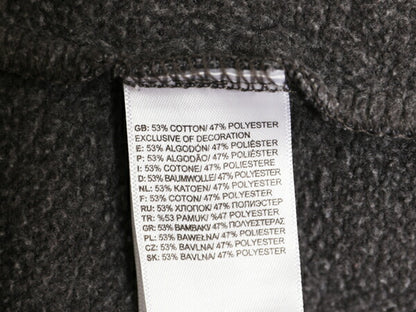 GB: 53% COTTON/ 47% POLYESTER
EXCLUSIVE OF DECORATION
E: 53% ALGODÓN/ 47% POLIÉSTER
P: 53% ALGODÃO/ 47% POLIÉSTER
I: 53% COTONE/ 47% POLIESTERE
D: 53% BAUMWOLLE/ 47% POLYESTER
NL: 53% KATOEN/ 47% POLYESTER
F: 53% COTON/ 47% POLYESTER
RU: 53% ХЛОПОК/ 47% ПОЛИЭСТЕР
TR: %53 PAMUK/ %47 POLYESTER
GR: 53% ΒΑΜΒΑΚΙ/ 47% ΠΟΛΥΕΣΤΕΡΑΣ
PL: 53% BAWEŁNA/ 47% POLYESTER
CZ: 53% BAVLNA/ 47% POLYESTER
SK: 53% BAVLNA/ 47% POLYESTER